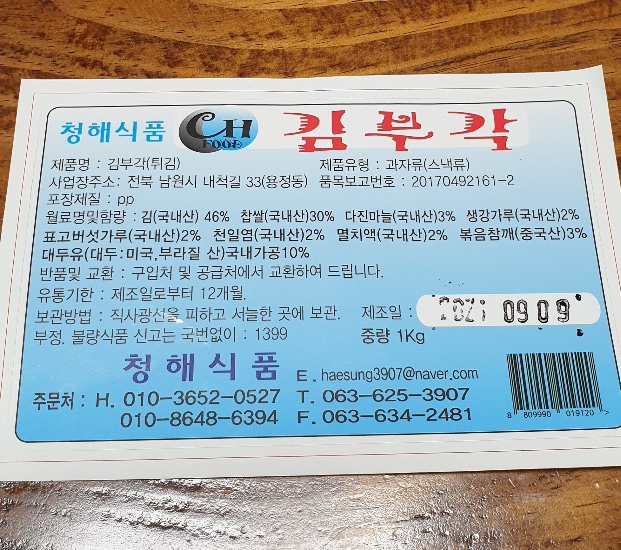 청해식품 CH FOOD 김부각
제품명 : 김부각(튀김) 제품유형 : 과자류(스낵류)
사업장주소: 전북 남원시 내척길 33(용정동) 품목보고번호 : 20170492161-2
포장재질 : pp
월료명및함량 : 김(국내산) 46% 찹쌀(국내산)30% 다진마늘(국내산)3% 생강가루(국내산)2%
표고버섯가루(국내산)2% 천일염(국내산)2% 멸치액(국내산)2% 볶음참깨(중국산)3%
대두유(대두:미국,부라질 산)국내가공10%
반품및 교환 : 구입처 및 공급처에서 교환하여 드립니다.
유통기한 : 제조일로부터 12개월.
보관방법 : 직사광선을 피하고 서늘한 곳에 보관. 제조일 : 2021 09 09
부정. 불량식품 신고는 국번없이 : 1399 중량 1Kg
청해식품 E. haesung3907@naver.com
주문처 : H. 010-3652-0527 T. 063-625-3907
010-8648-6394 F. 063-634-2481
8 809990 019120 >